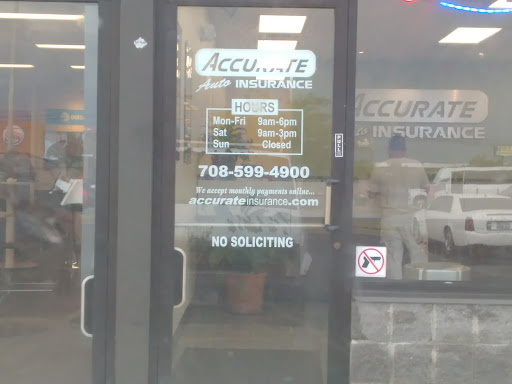 ACCURATE
Auto INSURANCE
HOURS
Mon-Fri 9am-6pm
Sat 9am-3pm
Sun Closed
708-599-4900
We accept monthly payments online...
accurateinsurance.com
NO SOLICITING
PULL
ACCURATE
INSURANCE